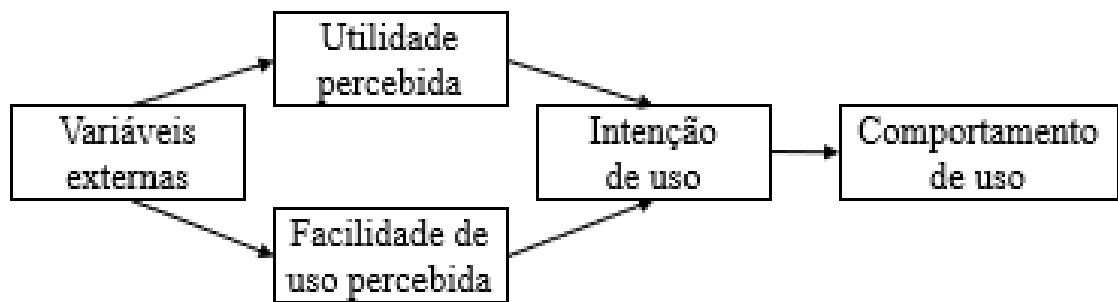 Utilidade
percebida
Variáveis
externas
Intenção
de uso
Comportamento
de uso
Facilidade de
uso percebida